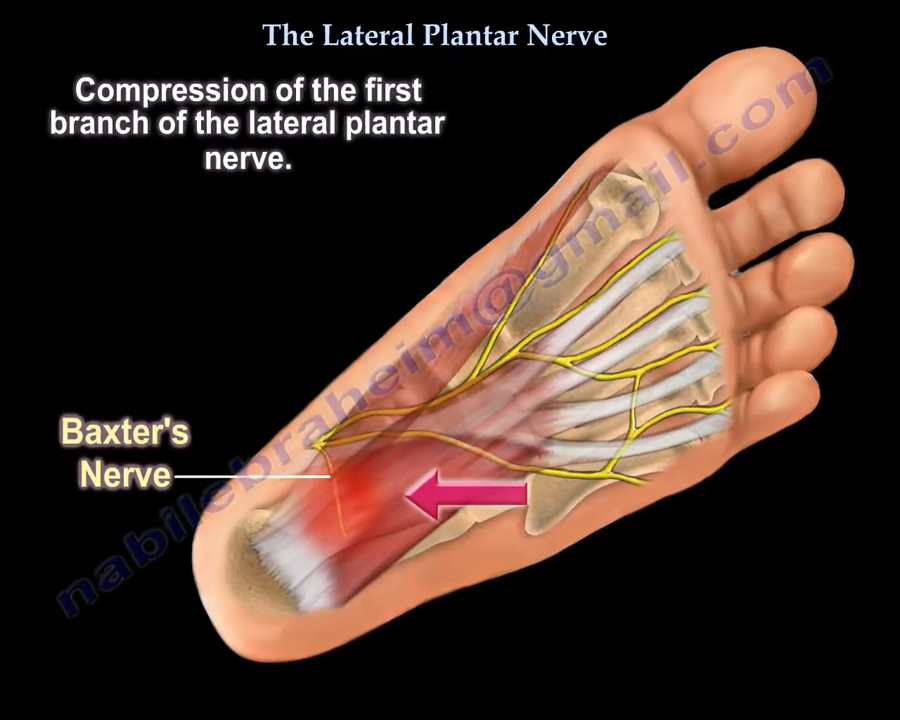 The Lateral Plantar Nerve
Compression of the first
branch of the lateral plantar
nerve.
Baxter's
Nerve
nabilebraheim@gmail.com